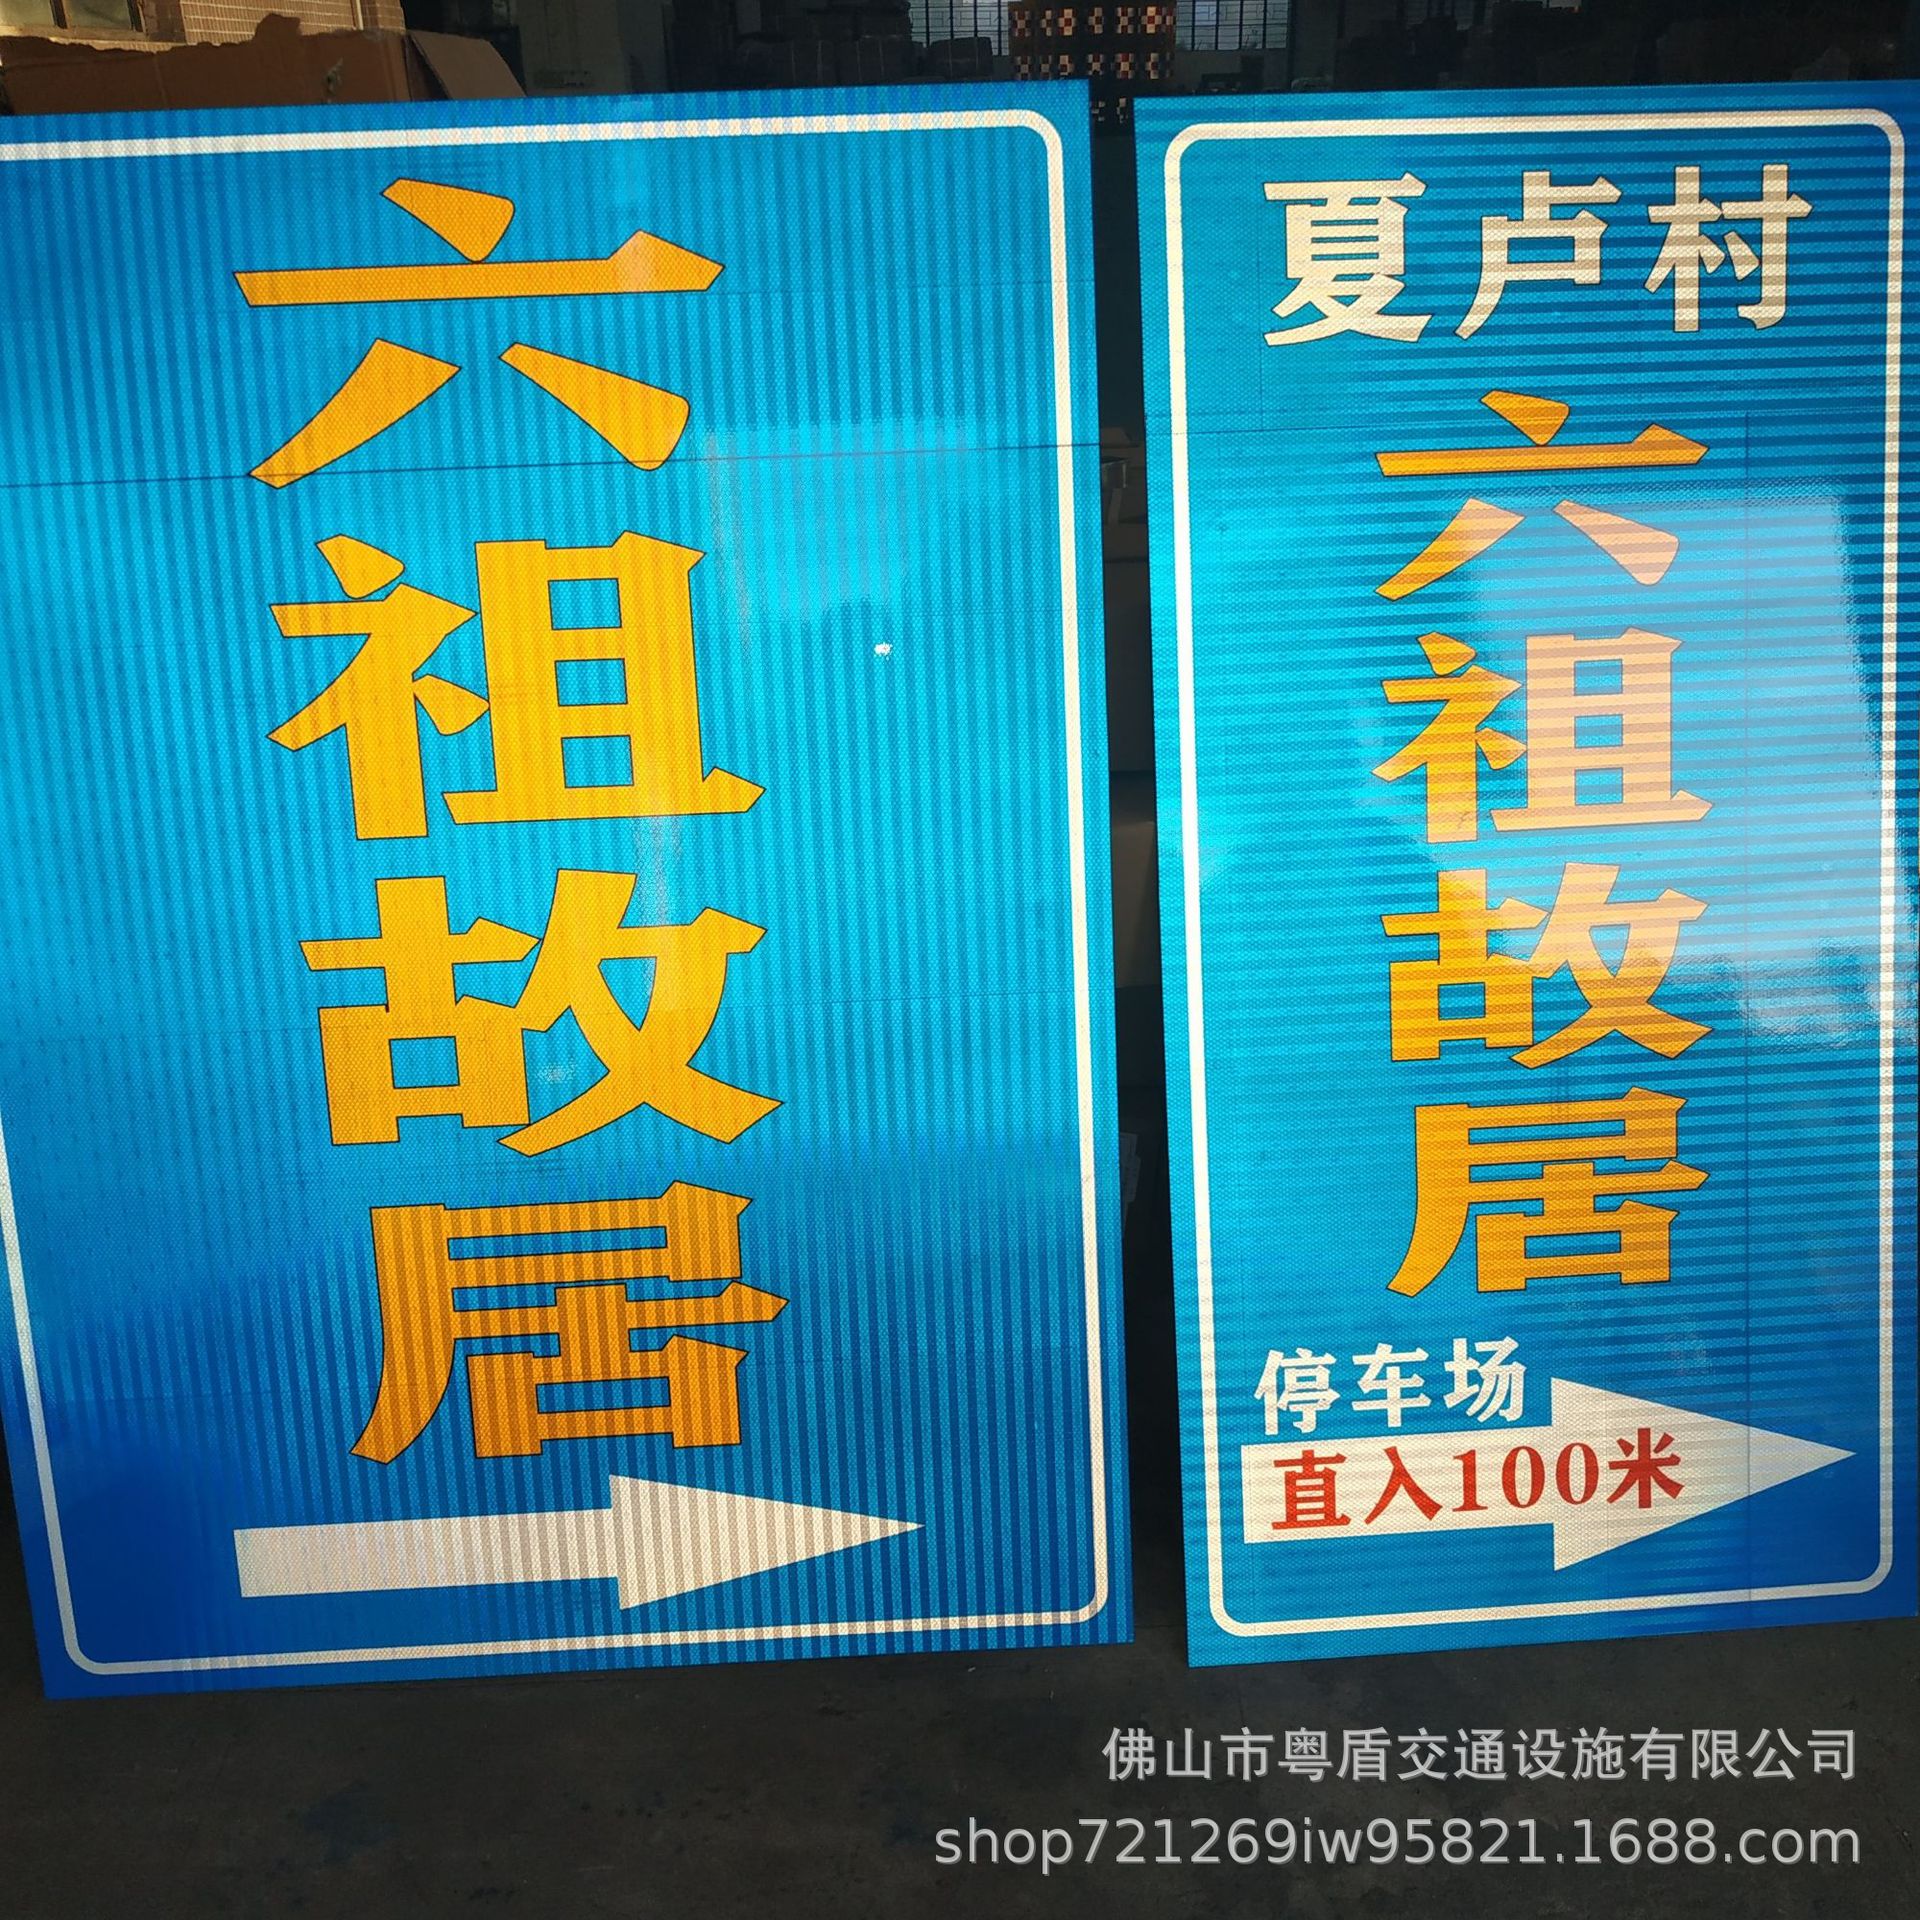 六祖故居
夏卢村
六祖故居
停车场
直入100米
佛山市粤盾交通设施有限公司
shop721269iw95821.1688.com